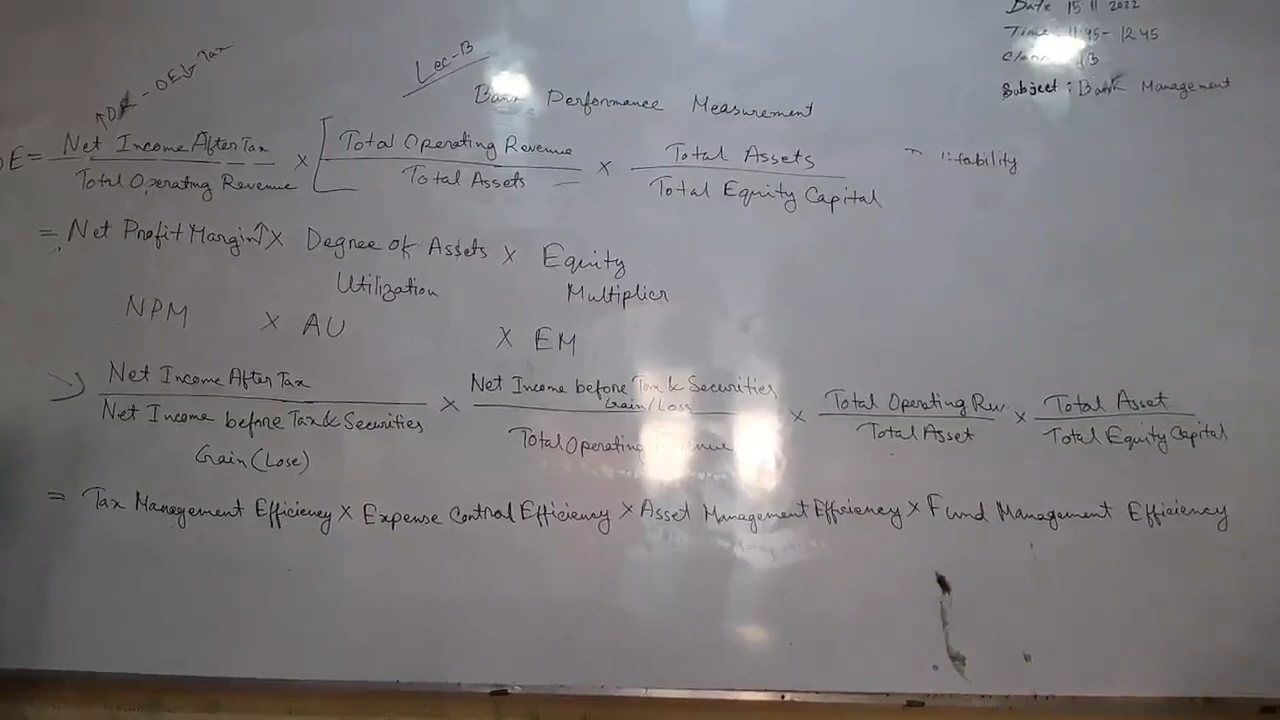 Date 15 11 2022
Time 11:45 - 12 45
Subject : Bank Management
Lec-B
Bank Performance Measurement
Tax
E = Net Income After Tax / Total Operating Revenue × [ Total Operating Revenue / Total Assets × Total Assets / Total Equity Capital
= Net Profit Margin ↑ × Degree of Assets Utilization × Equity Multiplier
NPM × AU × EM
Net Income After Tax / Net Income before Tax & Securities Gain (Lose) × Net Income before Tax & Securities Gain/Loss / Total Operating × Total Operating Rev. / Total Asset × Total Asset / Total Equity Capital
= Tax Management Efficiency × Expense Control Efficiency × Asset Management Efficiency × Fund Management Efficiency